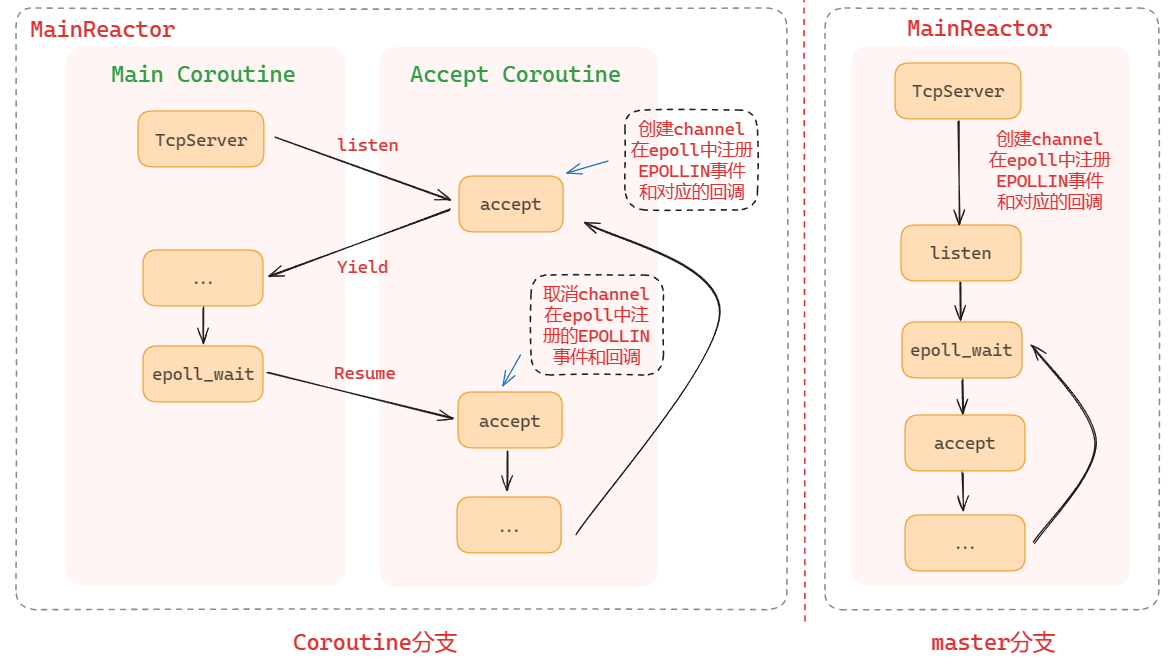 MainReactor
Main Coroutine
Accept Coroutine
TcpServer
listen
创建channel
在epoll中注册
EPOLLIN事件
和对应的回调
accept
Yield
...
取消channel
在epoll中注
册的EPOLLIN
事件和回调
epoll_wait
Resume
accept
...
Coroutine分支
MainReactor
TcpServer
创建channel
在epoll中注册
EPOLLIN事件
和对应的回调
listen
epoll_wait
accept
...
master分支